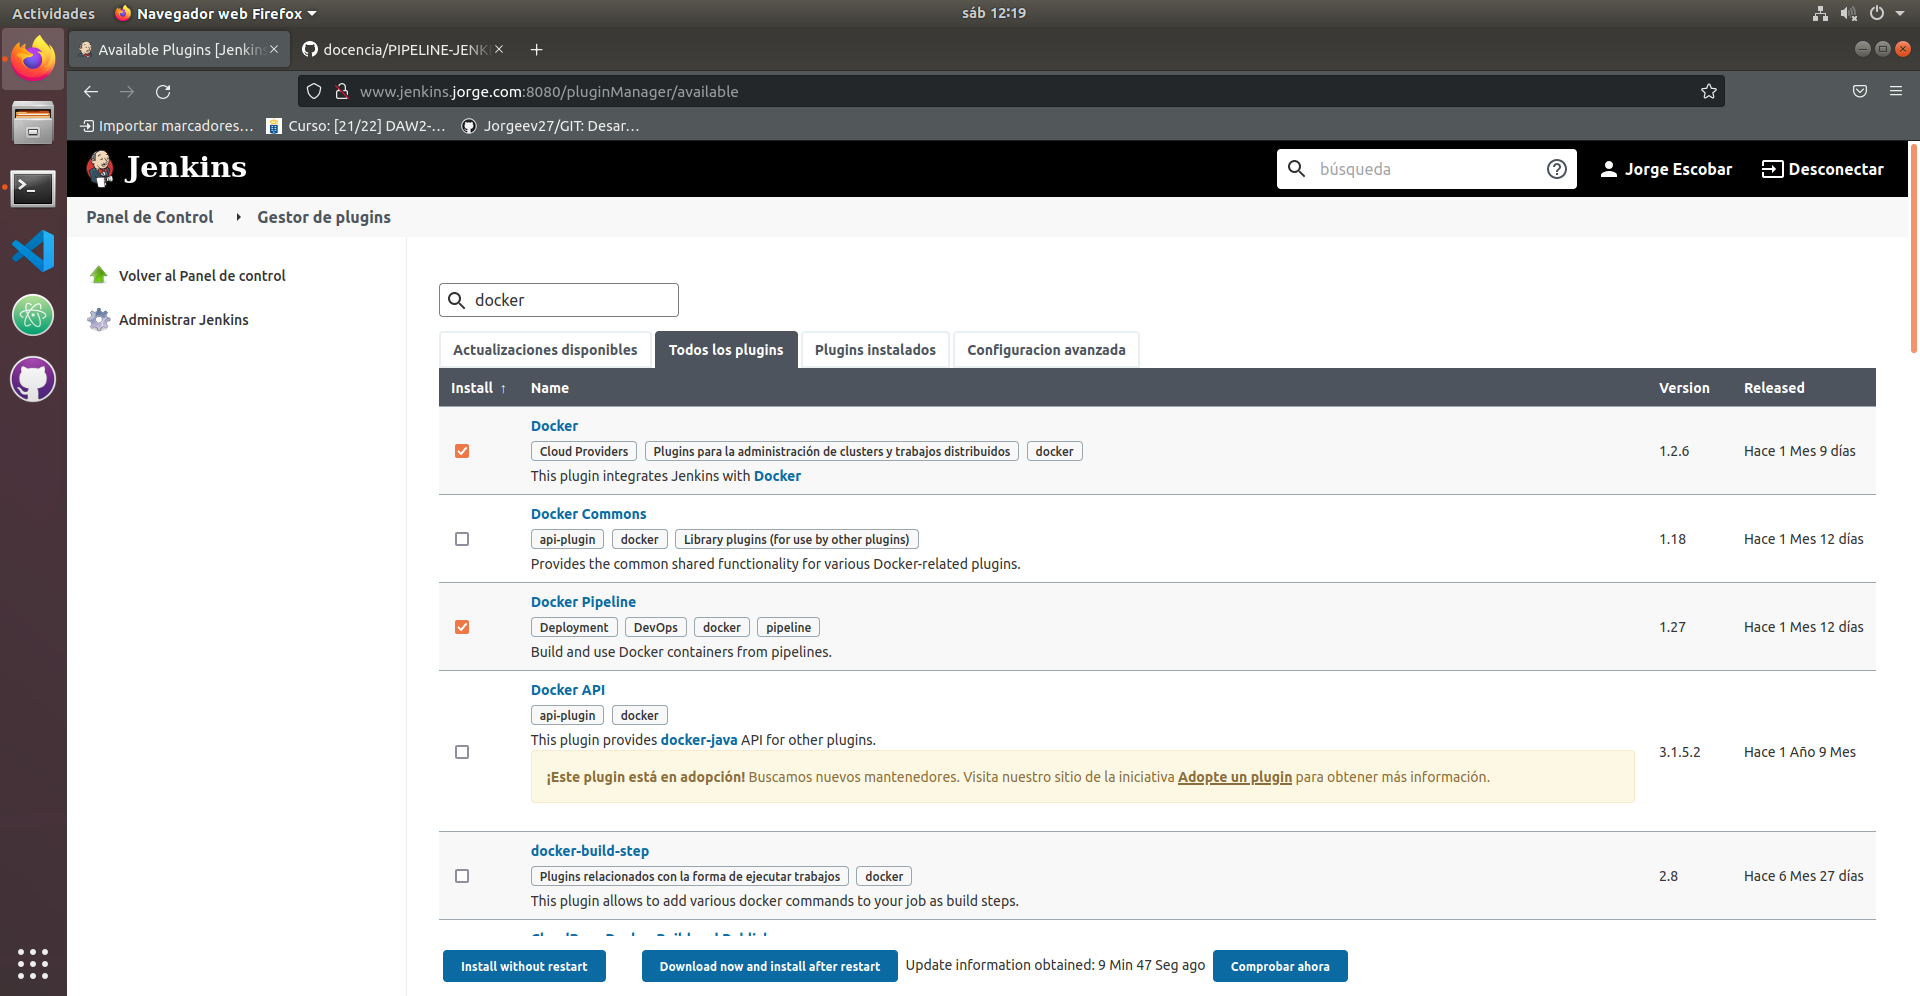 Actividades Navegador web Firefox sáb 12:19
Available Plugins [Jenkins docencia/PIPELINE-JENK
www.jenkins.jorge.com:8080/pluginManager/available
Importar marcadores... Curso: [21/22] DAW2-... Jorgeev27/GIT: Desar...
Jenkins búsqueda Jorge Escobar Desconectar
Panel de Control Gestor de plugins
Volver al Panel de control
Administrar Jenkins
docker
Actualizaciones disponibles Todos los plugins Plugins instalados Configuracion avanzada
Install ↑ Name Version Released
Docker
Cloud Providers Plugins para la administración de clusters y trabajos distribuidos docker 1.2.6 Hace 1 Mes 9 días
This plugin integrates Jenkins with Docker
Docker Commons
api-plugin docker Library plugins (for use by other plugins) 1.18 Hace 1 Mes 12 días
Provides the common shared functionality for various Docker-related plugins.
Docker Pipeline
Deployment DevOps docker pipeline 1.27 Hace 1 Mes 12 días
Build and use Docker containers from pipelines.
Docker API
api-plugin docker
This plugin provides docker-java API for other plugins. 3.1.5.2 Hace 1 Año 9 Mes
¡Este plugin está en adopción! Buscamos nuevos mantenedores. Visita nuestro sitio de la iniciativa Adopte un plugin para obtener más información.
docker-build-step
Plugins relacionados con la forma de ejecutar trabajos docker 2.8 Hace 6 Mes 27 días
This plugin allows to add various docker commands to your job as build steps.
Install without restart Download now and install after restart Update information obtained: 9 Min 47 Seg ago Comprobar ahora